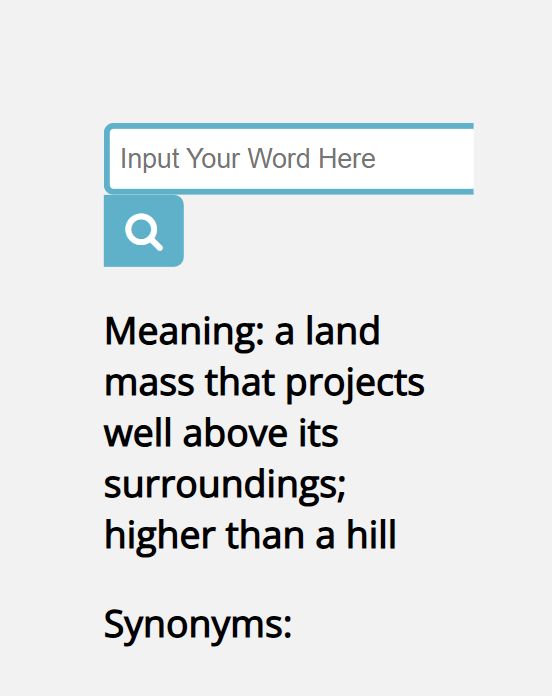 Input Your Word Here
Meaning: a land
mass that projects
well above its
surroundings;
higher than a hill
Synonyms: